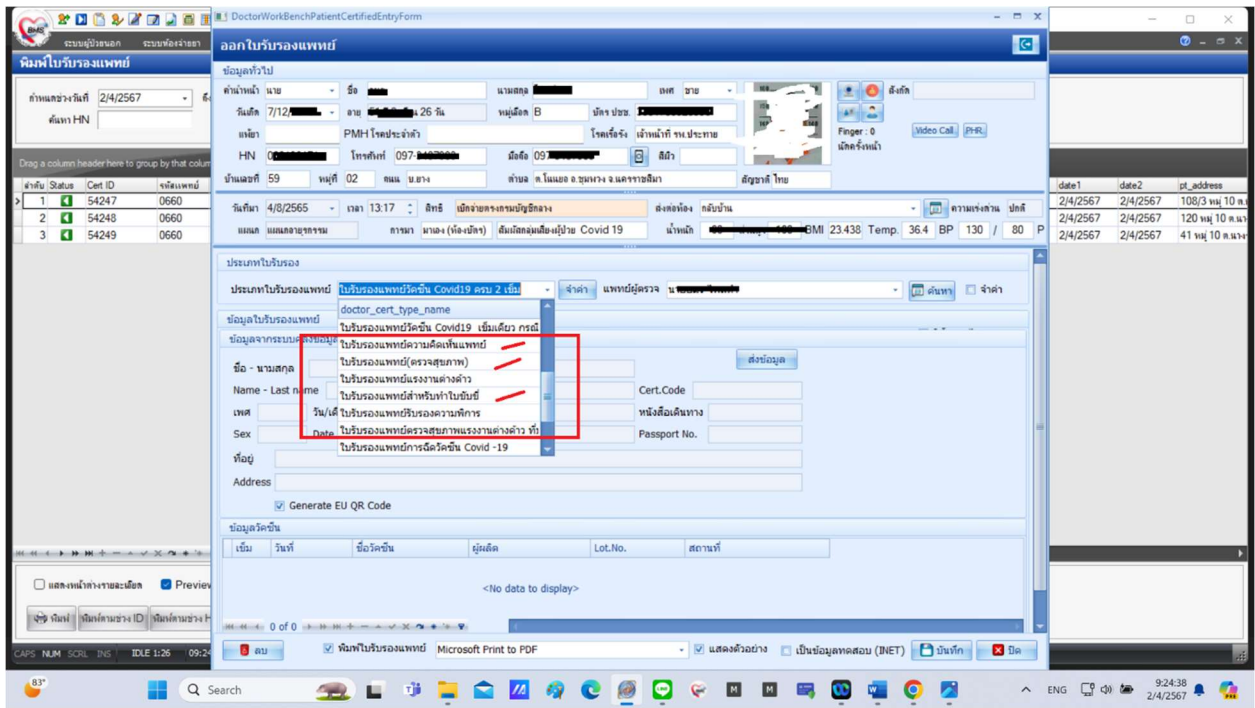 DoctorWorkBenchPatientCertifiedEntryForm
BMS
ระบบผู้ป่วยนอก ระบบห้องจ่ายยา
ออกใบรับรองแพทย์
พิมพ์ใบรับรองแพทย์
ข้อมูลทั่วไป
คำนำหน้า นาย ชื่อ นามสกุล เพศ ชาย สังกัด
กำหนดช่วงวันที่ 2/4/2567 ถึง
วันเกิด 7/12/ อายุ 26 วัน หมู่เลือด B บัตร ปชช.
ค้นหา HN
แพ้ยา PMH โรคประจำตัว โรคเรื้อรัง เจ้าหน้าที่ รพ.ประทาย Finger : 0 Video Call PHR
HN โทรศัพท์ 097- มือถือ 097 สีผิว
Drag a column header here to group by that colum
บ้านเลขที่ 59 หมู่ที่ 02 ถนน บ.ยาง ตำบล สัญชาติ ไทย
ลำดับ Status Cert ID รหัสแพทย์ date1 date2 pt_address
1 54247 0660 2/4/2567 2/4/2567 108/3 หมู่ 10 ต.
2 54248 0660 2/4/2567 2/4/2567 120 หมู่ 10 ต.
3 54249 0660 2/4/2567 2/4/2567 41 หมู่ 10 ต.
วันที่มา 4/8/2565 เวลา 13:17 สิทธิ เบิกจ่ายตรงกรมบัญชีกลาง ส่งต่อห้อง กลับบ้าน ความเร่งด่วน ปกติ
แผนก แผนกอายุรกรรม การมา มาเอง (ห้องบัตร) สัมผัสกลุ่มเสี่ยงผู้ป่วย Covid 19 น้ำหนัก BMI 23.438 Temp. 36.4 BP 130 / 80 P
ประเภทใบรับรอง
ประเภทใบรับรองแพทย์ ใบรับรองแพทย์วัคซีน Covid19 ครบ 2 เข็ม จำค่า แพทย์ผู้ตรวจ ค้นหา จำค่า
doctor_cert_type_name
ข้อมูลใบรับรองแพทย์
ใบรับรองแพทย์วัคซีน Covid19 เข็มเดียว กรณี
ใบรับรองแพทย์ความคิดเห็นแพทย์
ใบรับรองแพทย์(ตรวจสุขภาพ)
ใบรับรองแพทย์แรงงานต่างด้าว
ใบรับรองแพทย์สำหรับทำใบขับขี่
ใบรับรองแพทย์รับรองความพิการ
ใบรับรองแพทย์ตรวจสุขภาพแรงงานต่างด้าว
ใบรับรองแพทย์การฉีดวัคซีน Covid -19
ส่งข้อมูล
ชื่อ - นามสกุล
Name - Last name Cert.Code
เพศ หนังสือเดินทาง
Sex Date Passport No.
ที่อยู่
Address
Generate EU QR Code
ข้อมูลวัคซีน
เข็ม วันที่ ชื่อวัคซีน ผู้ผลิต Lot.No. สถานที่
<No data to display>
0 of 0
แสดงหน้าต่างรายละเอียด Preview
พิมพ์ พิมพ์ตามช่วง ID พิมพ์ตามช่วง H
ลบ พิมพ์ใบรับรองแพทย์ Microsoft Print to PDF แสดงตัวอย่าง เป็นข้อมูลทดสอบ (INET) บันทึก ปิด
CAPS NUM SCRL INS IDLE 1:26 09:24
83°
Search
ENG 9:24:38
2/4/2567